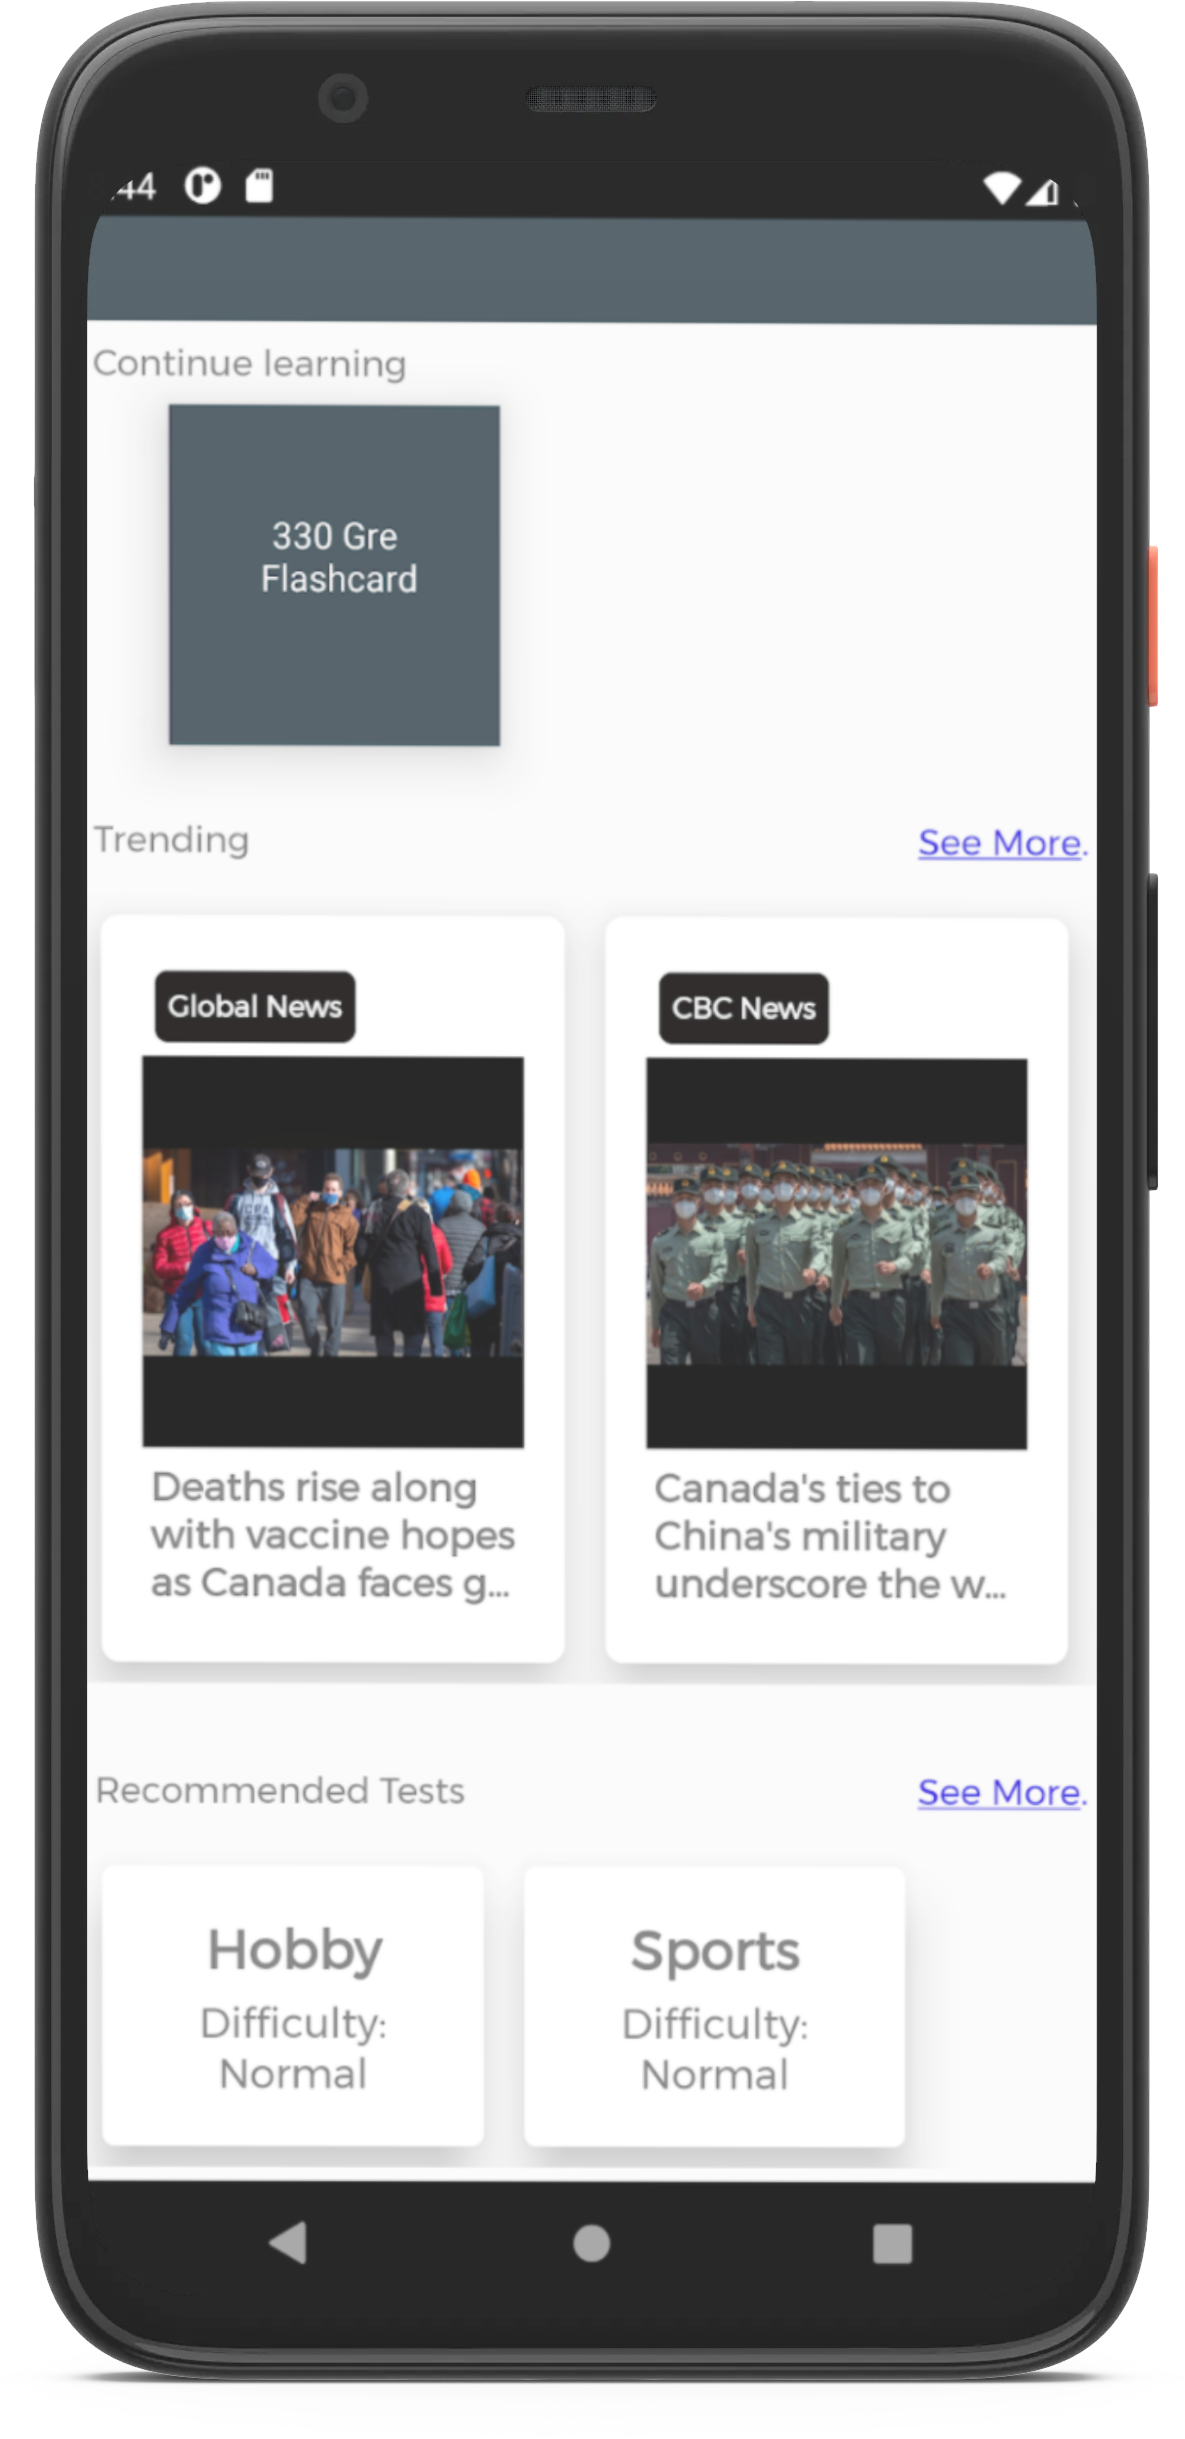 :44
Continue learning
330 Gre
Flashcard
Trending
See More.
Global News
CBC News
Deaths rise along
with vaccine hopes
as Canada faces g...
Canada's ties to
China's military
underscore the w...
Recommended Tests
See More.
Hobby
Difficulty:
Normal
Sports
Difficulty:
Normal